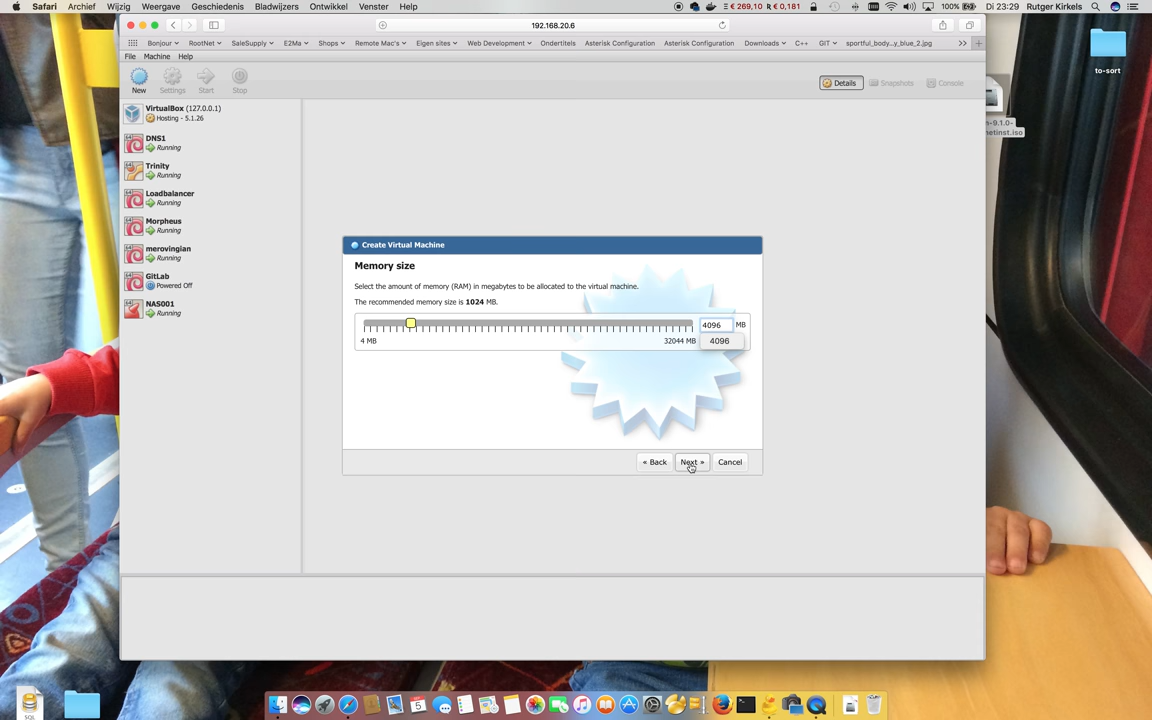 Safari Archief Wijzig Weergave Geschiedenis Bladwijzers Ontwikkel Venster Help
Ξ € 269,10 Ʀ € 0,181 100% Di 23:29 Rutger Kirkels
192.168.20.6
Bonjour RootNet SaleSupply E2Ma Shops Remote Mac's Eigen sites Web Development Ondertitels Asterisk Configuration Asterisk Configuration Downloads C++ GIT sportful_body...y_blue_2.jpg >> +
File Machine Help
New Settings Start Stop
Details Snapshots Console
VirtualBox (127.0.0.1)
Hosting - 5.1.26
DNS1
Running
Trinity
Running
Loadbalancer
Running
Morpheus
Running
merovingian
Running
GitLab
Powered Off
NAS001
Running
Create Virtual Machine
Memory size
Select the amount of memory (RAM) in megabytes to be allocated to the virtual machine.
The recommended memory size is 1024 MB.
4096 MB
4 MB 32044 MB 4096
« Back Next » Cancel
to-sort
n-9.1.0-
netinst.iso
SQL
5